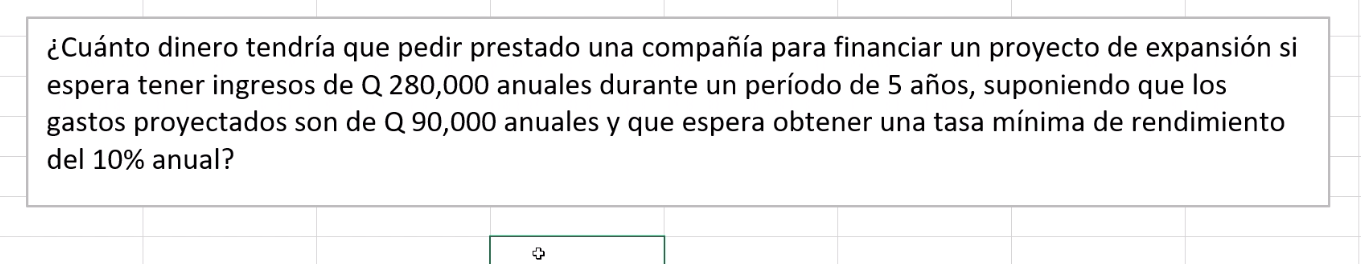 ¿Cuánto dinero tendría que pedir prestado una compañía para financiar un proyecto de expansión si
espera tener ingresos de Q 280,000 anuales durante un período de 5 años, suponiendo que los
gastos proyectados son de Q 90,000 anuales y que espera obtener una tasa mínima de rendimiento
del 10% anual?